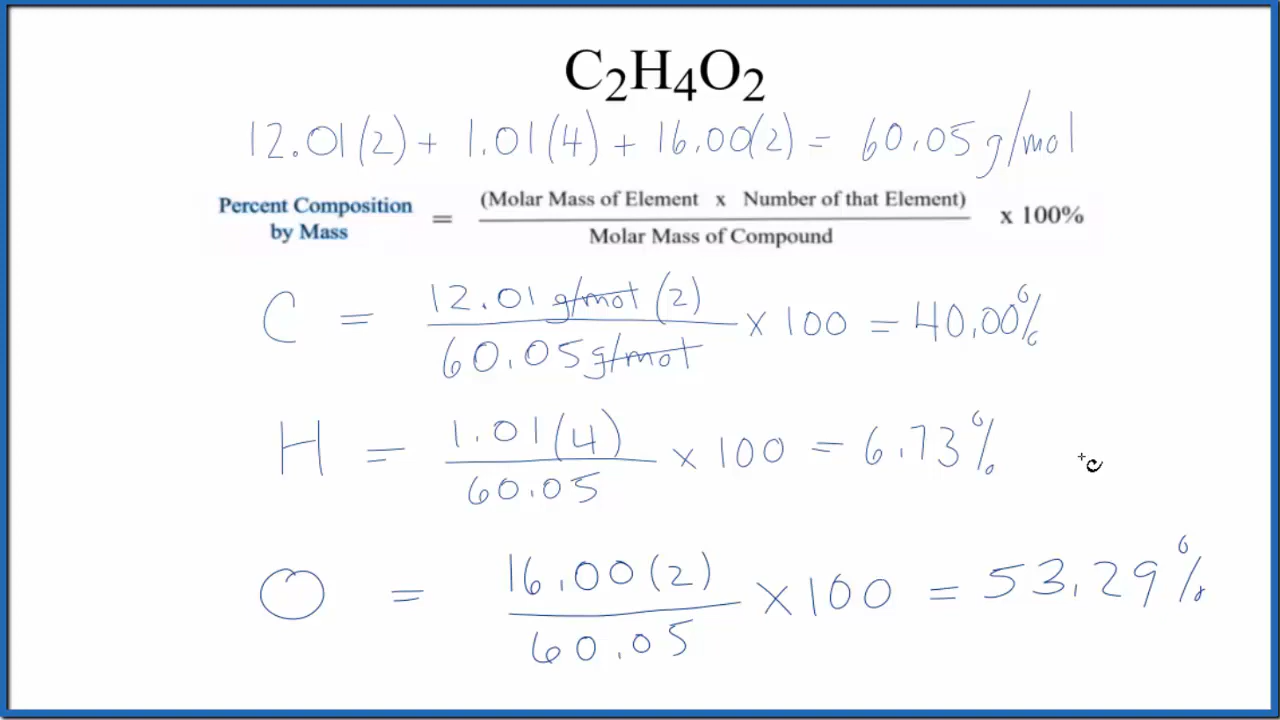 C₂H₄O₂
12.01(2) + 1.01(4) + 16.00(2) = 60.05 g/mol
Percent Composition by Mass = (Molar Mass of Element x Number of that Element) / Molar Mass of Compound x 100%
C = 12.01 g/mol (2) / 60.05 g/mol x 100 = 40.00%
H = 1.01(4) / 60.05 x 100 = 6.73%
O = 16.00(2) / 60.05 x 100 = 53.29%